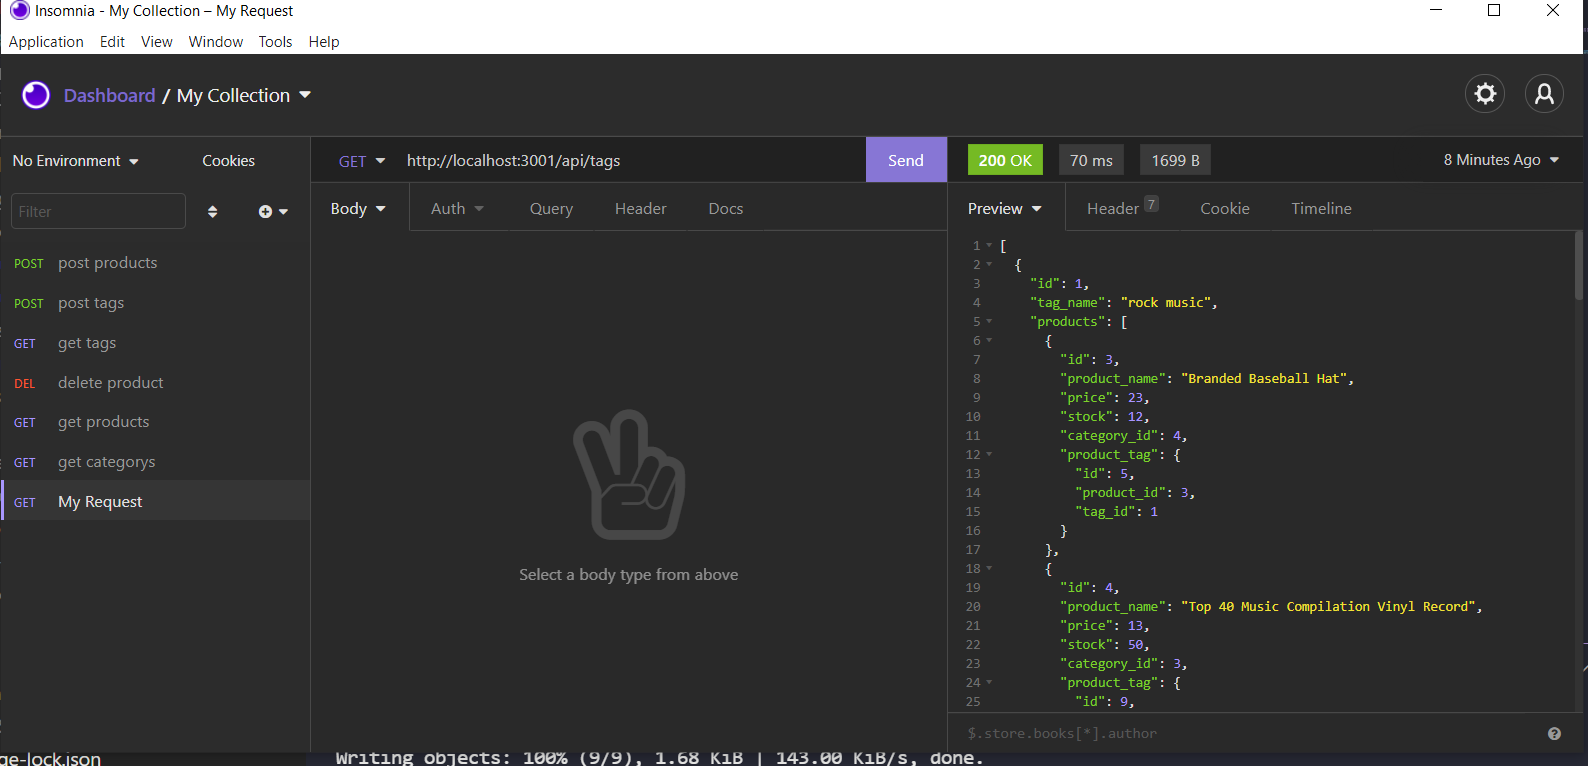 Insomnia - My Collection – My Request
Application Edit View Window Tools Help
Dashboard / My Collection
No Environment Cookies
GET http://localhost:3001/api/tags Send
200 OK 70 ms 1699 B 8 Minutes Ago
Filter
Body Auth Query Header Docs
Preview Header 7 Cookie Timeline
POST post products
POST post tags
GET get tags
DEL delete product
GET get products
GET get categorys
GET My Request
Select a body type from above
1 [
2 {
3 "id": 1,
4 "tag_name": "rock music",
5 "products": [
6 {
7 "id": 3,
8 "product_name": "Branded Baseball Hat",
9 "price": 23,
10 "stock": 12,
11 "category_id": 4,
12 "product_tag": {
13 "id": 5,
14 "product_id": 3,
15 "tag_id": 1
16 }
17 },
18 {
19 "id": 4,
20 "product_name": "Top 40 Music Compilation Vinyl Record",
21 "price": 13,
22 "stock": 50,
23 "category_id": 3,
24 "product_tag": {
25 "id": 9,
$.store.books[*].author
ge-lock.json
Writing objects: 100% (9/9), 1.68 KiB | 143.00 KiB/s, done.